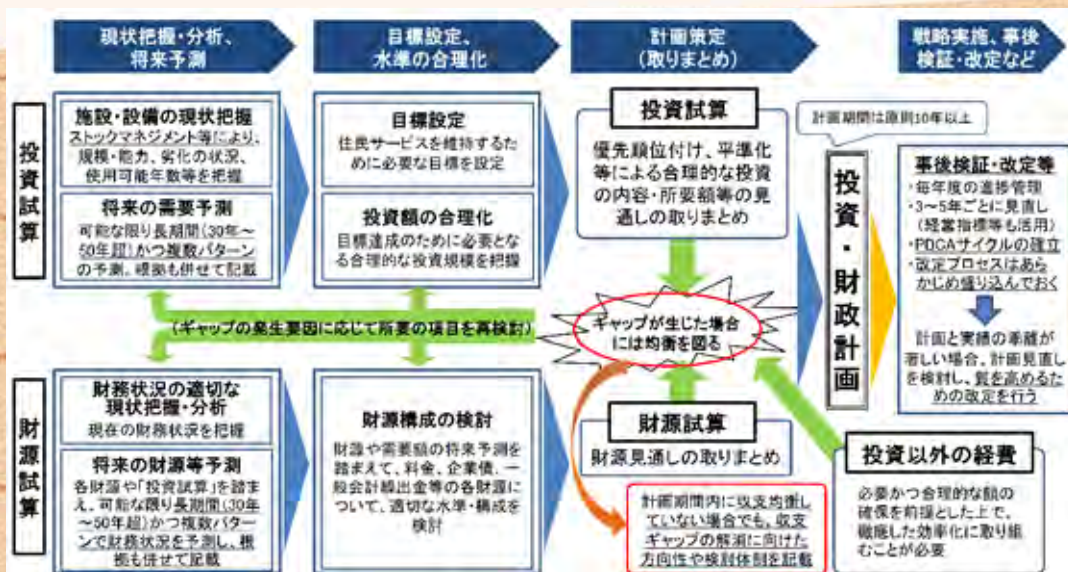 現状把握・分析、
将来予測
目標設定、
水準の合理化
計画策定
(取りまとめ)
戦略実施、事後
検証・改定など
投資試算
施設・設備の現状把握
ストックマネジメント等により、
規模・能力、劣化の状況、
使用可能年数等を把握
将来の需要予測
可能な限り長期間(30年～
50年超)かつ複数パターン
の予測。根拠も併せて記載
目標設定
住民サービスを維持するた
めに必要な目標を設定
投資額の合理化
目標達成のために必要とな
る合理的な投資規模を把握
投資試算
優先順位付け、平準化
等による合理的な投資
の内容・所要額等の見
通しの取りまとめ
計画期間は原則10年以上
投資・財政計画
事後検証・改定等
・毎年度の進捗管理
・3～5年ごとに見直し
(経営指標等も活用)
・PDCAサイクルの確立
・改定プロセスはあら
かじめ盛り込んでおく
計画と実績の乖離が
著しい場合、計画見直し
を検討し、質を高めるた
めの改定を行う
(ギャップの発生要因に応じて所要の項目を再検討)
ギャップが生じた場合
には均衡を図る
財源試算
財務状況の適切な
現状把握・分析
現在の財務状況を把握
将来の財源等予測
各財源や「投資試算」を踏ま
え、可能な限り長期間(30年
～50年超)かつ複数パター
ンで財務状況を予測し、根
拠も併せて記載
財源構成の検討
財源や需要額の将来予測を
踏まえて、料金、企業債、一
般会計繰出金等の各財源に
ついて、適切な水準・構成を
検討
財源試算
財源見通しの取りまとめ
計画期間内に収支均衡し
ていない場合でも、収支
ギャップの解消に向けた
方向性や検討体制を記載
投資以外の経費
必要かつ合理的な額の
確保を前提とした上で、
徹底した効率化に取り組
むことが必要